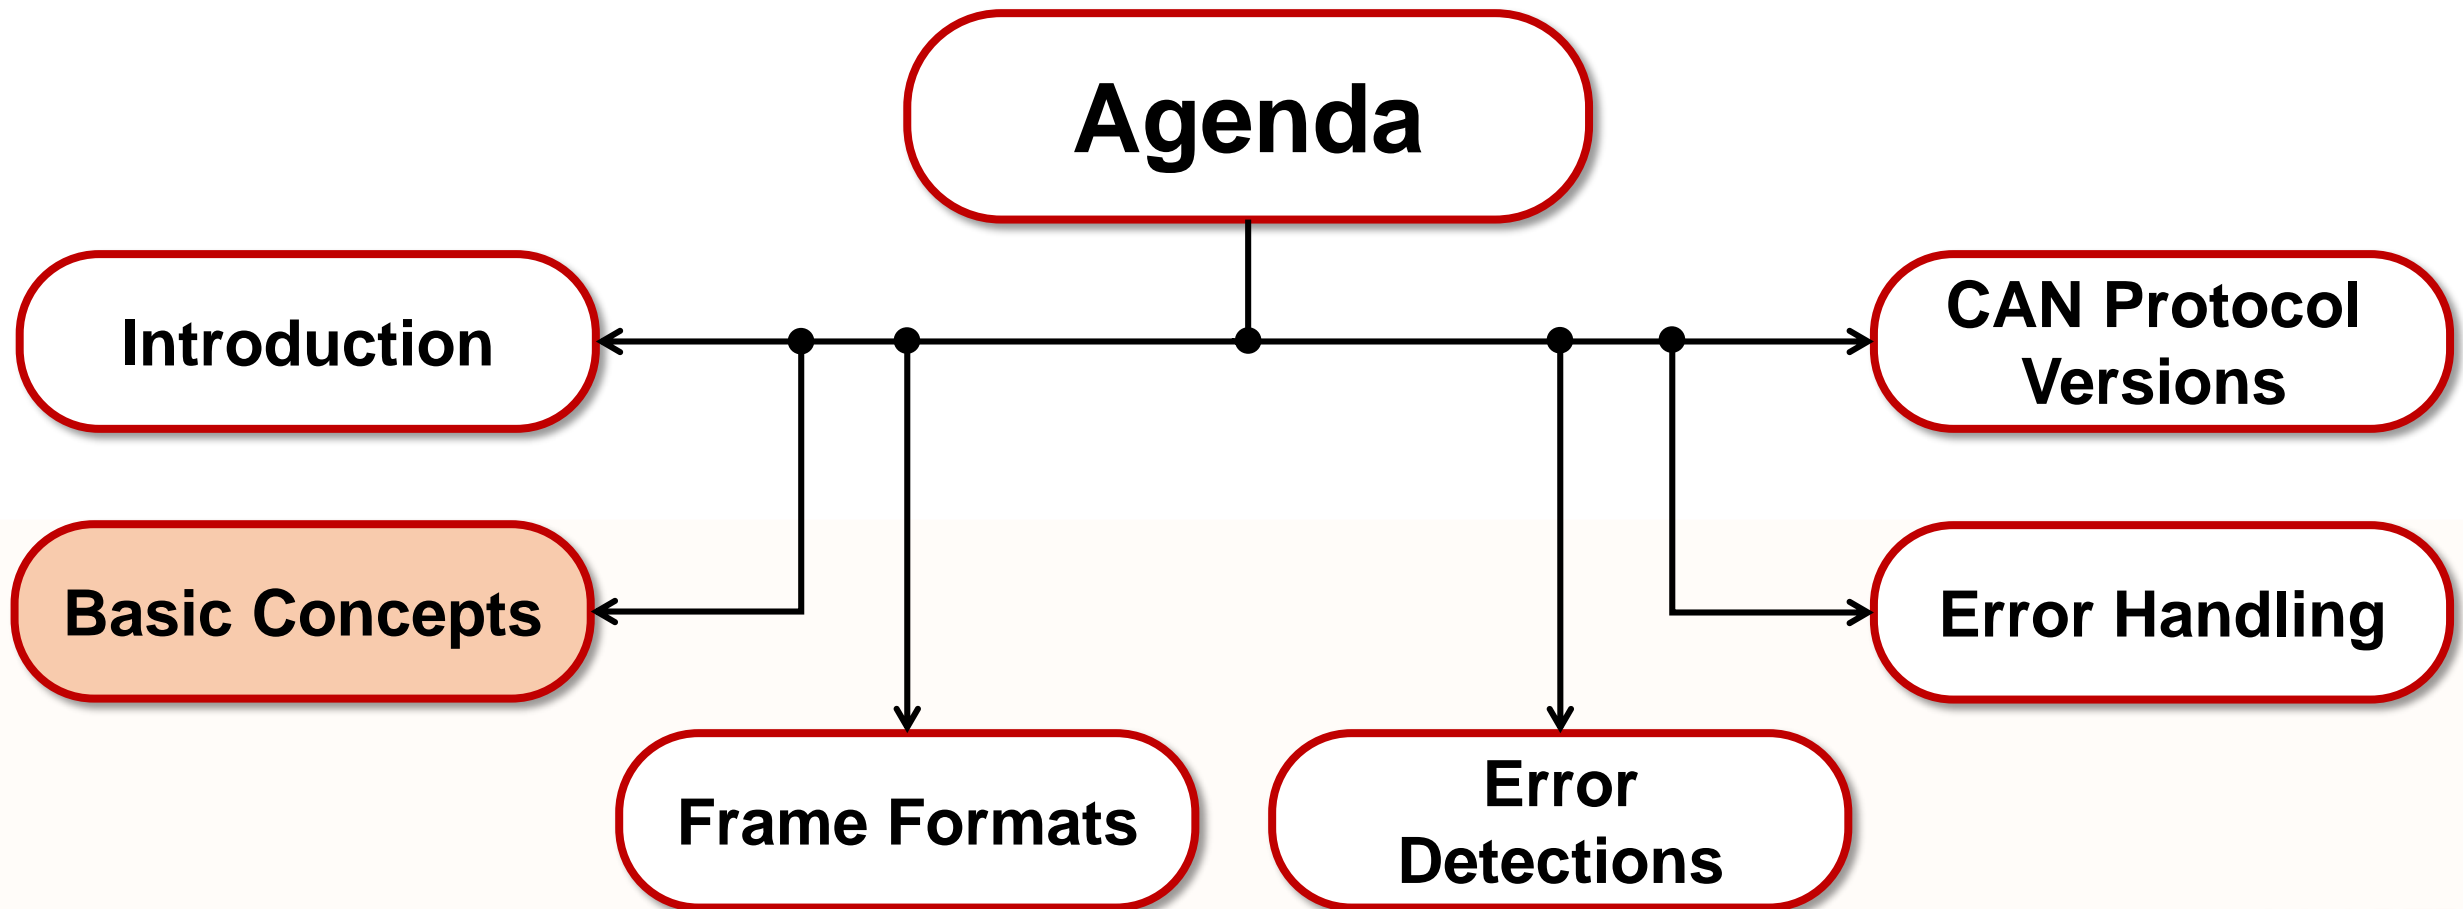 Agenda
Introduction
Basic Concepts
Frame Formats
Error
Detections
Error Handling
CAN Protocol
Versions